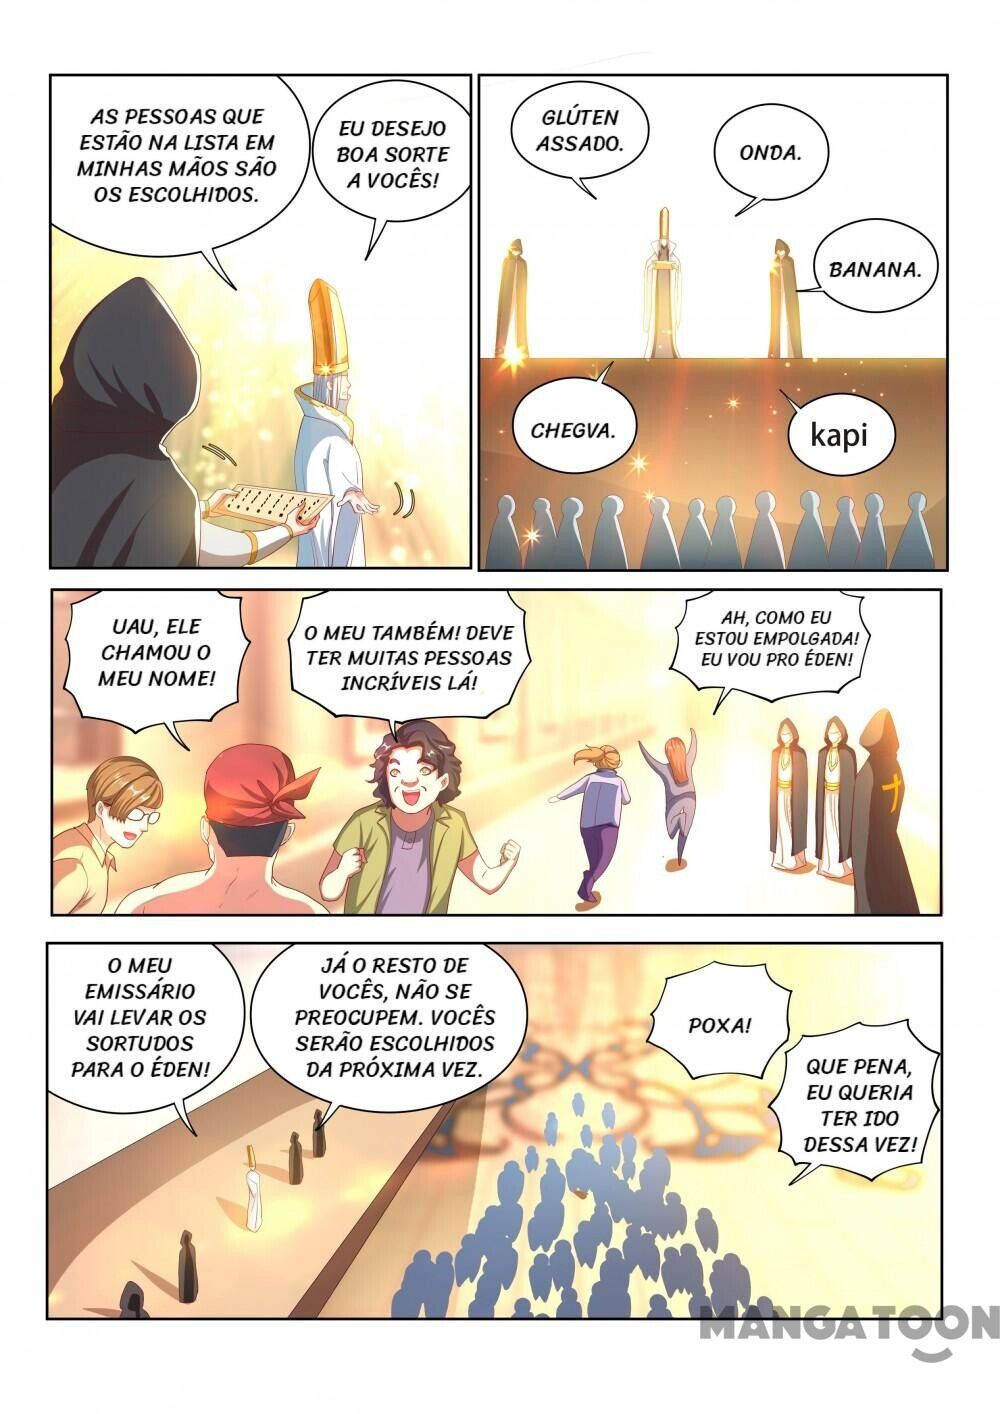 AS PESSOAS QUE
ESTÃO NA LISTA EM
MINHAS MÃOS SÃO
OS ESCOLHIDOS.
EU DESEJO
BOA SORTE
A VOCÊS!
GLÚTEN
ASSADO.
ONDA.
BANANA.
CHEGVA.
kapi
UAU, ELE
CHAMOU O
MEU NOME!
O MEU TAMBÉM! DEVE
TER MUITAS PESSOAS
INCRÍVEIS LÁ!
AH, COMO EU
ESTOU EMPOLGADA!
EU VOU PRO ÉDEN!
O MEU
EMISSÁRIO
VAI LEVAR OS
SORTUDOS
PARA O ÉDEN!
JÁ O RESTO DE
VOCÊS, NÃO SE
PREOCUPEM. VOCÊS
SERÃO ESCOLHIDOS
DA PRÓXIMA VEZ.
POXA!
QUE PENA,
EU QUERIA
TER IDO
DESSA VEZ!
MANGATOON